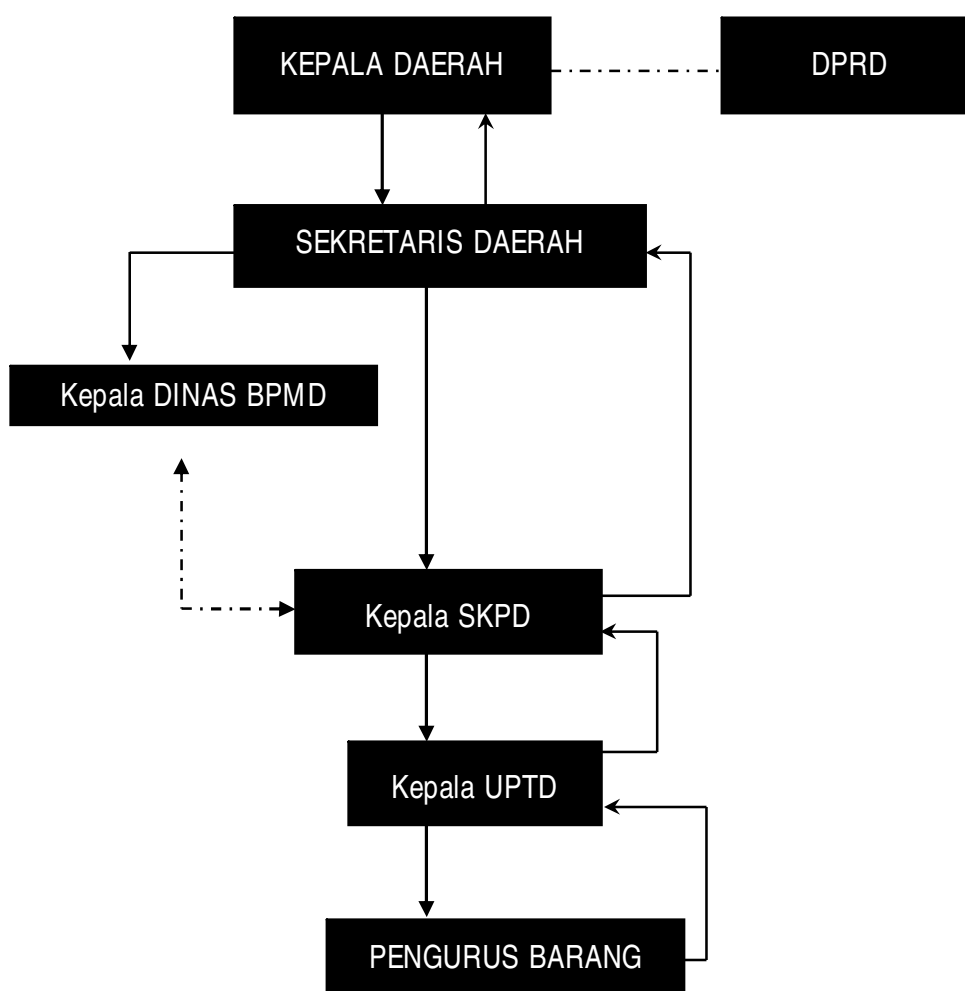 KEPALA DAERAH
DPRD
SEKRETARIS DAERAH
Kepala DINAS BPMD
Kepala SKPD
Kepala UPTD
PENGURUS BARANG